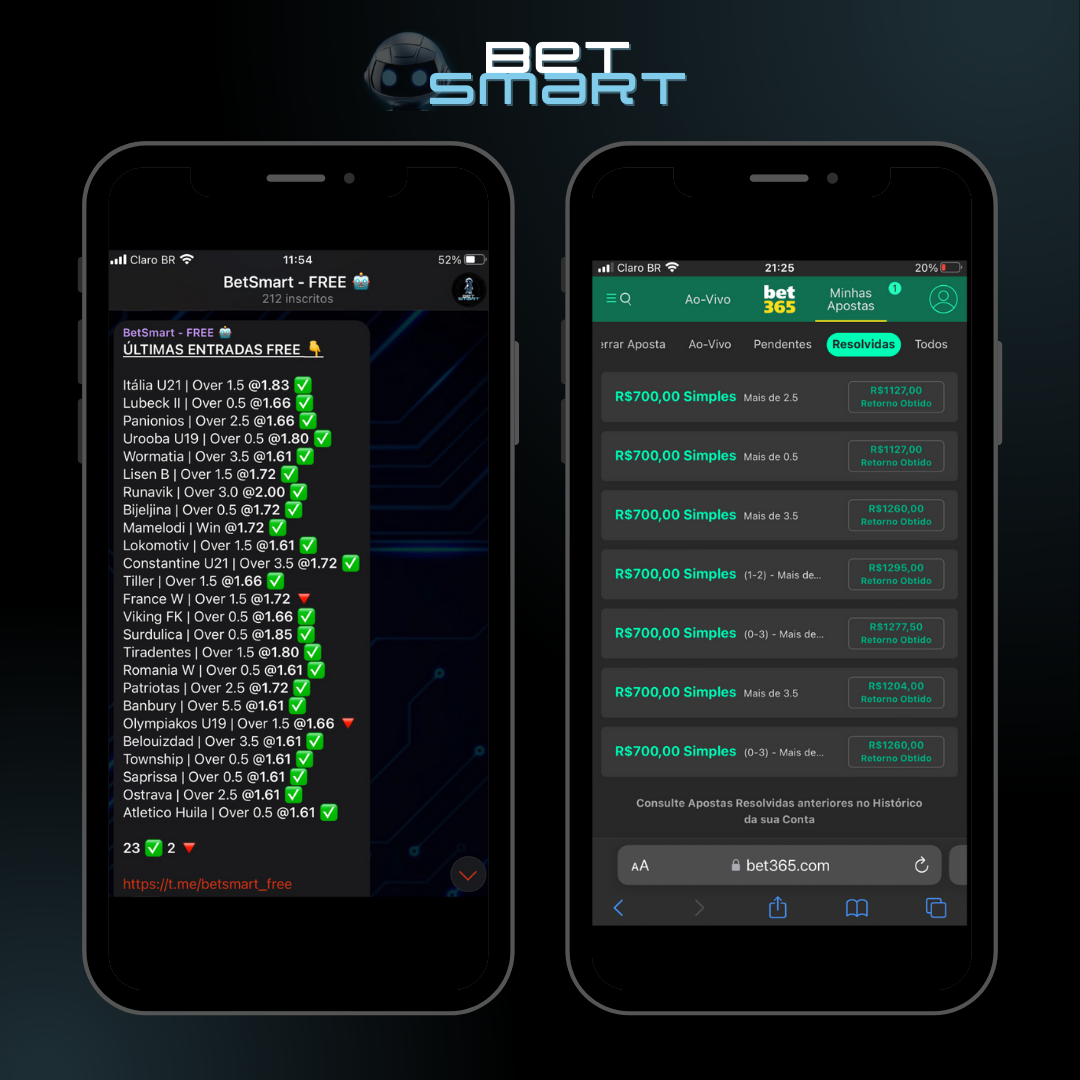 BET
SMART
Claro BR 11:54 52%
BetSmart - FREE 🤖
212 inscritos
BetSmart - FREE 🤖
ÚLTIMAS ENTRADAS FREE 👇
Itália U21 | Over 1.5 @1.83 ✅
Lubeck II | Over 0.5 @1.66 ✅
Panionios | Over 2.5 @1.66 ✅
Urooba U19 | Over 0.5 @1.80 ✅
Wormatia | Over 3.5 @1.61 ✅
Lisen B | Over 1.5 @1.72 ✅
Runavik | Over 3.0 @2.00 ✅
Bijeljina | Over 0.5 @1.72 ✅
Mamelodi | Win @1.72 ✅
Lokomotiv | Over 1.5 @1.61 ✅
Constantine U21 | Over 3.5 @1.72 ✅
Tiller | Over 1.5 @1.66 ✅
France W | Over 1.5 @1.72 🔻
Viking FK | Over 0.5 @1.66 ✅
Surdulica | Over 0.5 @1.85 ✅
Tiradentes | Over 1.5 @1.80 ✅
Romania W | Over 0.5 @1.61 ✅
Patriotas | Over 2.5 @1.72 ✅
Banbury | Over 5.5 @1.61 ✅
Olympiakos U19 | Over 1.5 @1.66 🔻
Belouizdad | Over 3.5 @1.61 ✅
Township | Over 0.5 @1.61 ✅
Saprissa | Over 0.5 @1.61 ✅
Ostrava | Over 2.5 @1.61 ✅
Atletico Huila | Over 0.5 @1.61 ✅
23 ✅ 2 🔻
https://t.me/betsmart_free
Claro BR 21:25 20%
Ao-Vivo bet365 Minhas Apostas 1
errar Aposta Ao-Vivo Pendentes Resolvidas Todos
R$700,00 Simples Mais de 2.5 R$1127,00
Retorno Obtido
R$700,00 Simples Mais de 0.5 R$1127,00
Retorno Obtido
R$700,00 Simples Mais de 3.5 R$1260,00
Retorno Obtido
R$700,00 Simples (1-2) - Mais de... R$1295,00
Retorno Obtido
R$700,00 Simples (0-3) - Mais de... R$1277,50
Retorno Obtido
R$700,00 Simples Mais de 3.5 R$1204,00
Retorno Obtido
R$700,00 Simples (0-3) - Mais de... R$1260,00
Retorno Obtido
Consulte Apostas Resolvidas anteriores no Histórico
da sua Conta
AA bet365.com